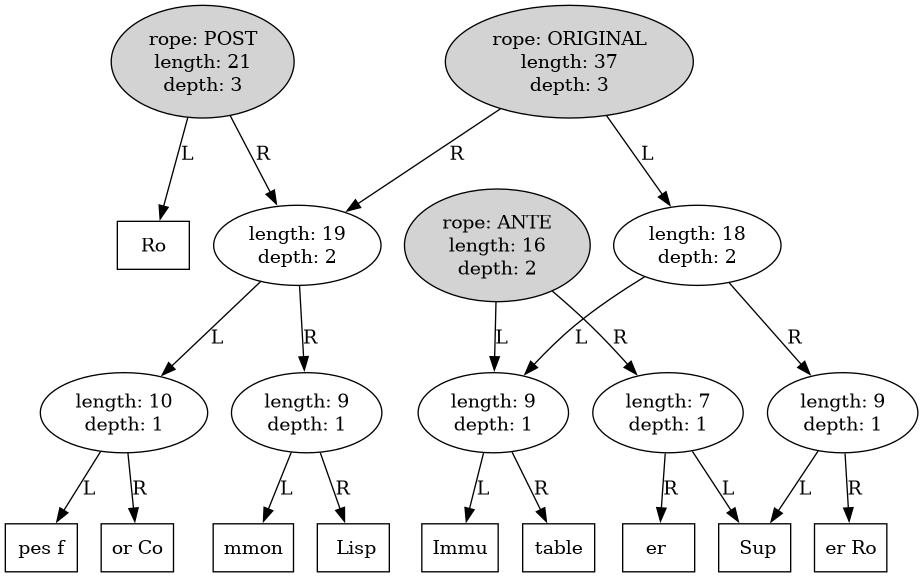 rope: POST
length: 21
depth: 3
rope: ORIGINAL
length: 37
depth: 3
L
R
R
L
Ro
length: 19
depth: 2
rope: ANTE
length: 16
depth: 2
length: 18
depth: 2
L
R
L
L
R
R
length: 10
depth: 1
length: 9
depth: 1
length: 9
depth: 1
length: 7
depth: 1
length: 9
depth: 1
L
R
L
R
L
R
R
L
L
R
pes f
or Co
mmon
Lisp
Immu
table
er
Sup
er Ro